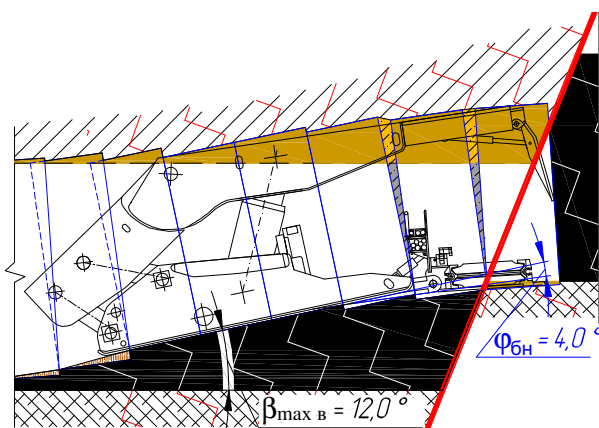 φбн = 4,0 °
βmax в = 12,0 °